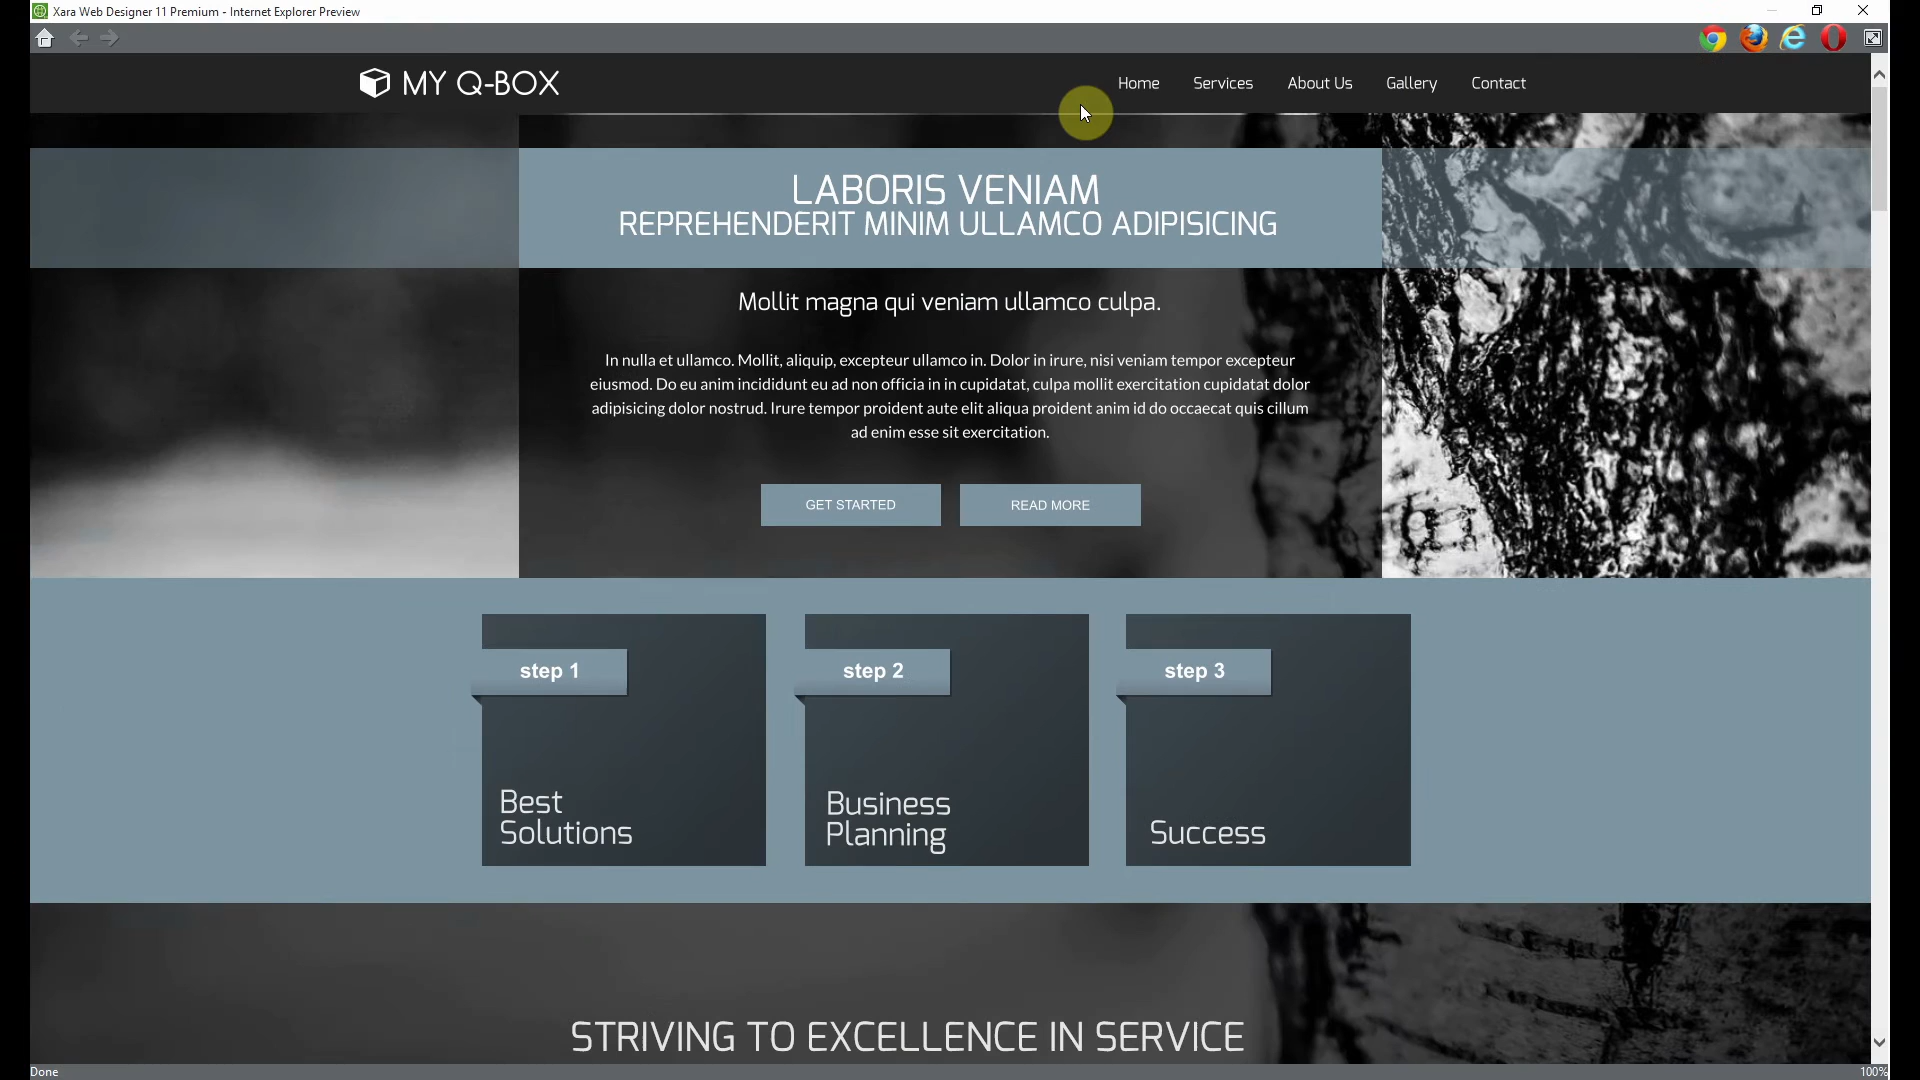 Xara Web Designer 11 Premium - Internet Explorer Preview
MY Q-BOX
Home Services About Us Gallery Contact
LABORIS VENIAM
REPREHENDERIT MINIM ULLAMCO ADIPISICING
Mollit magna qui veniam ullamco culpa.
In nulla et ullamco. Mollit, aliquip, excepteur ullamco in. Dolor in irure, nisi veniam tempor excepteur
eiusmod. Do eu anim incididunt eu ad non officia in in cupidatat, culpa mollit exercitation cupidatat dolor
adipisicing dolor nostrud. Irure tempor proident aute elit aliqua proident anim id do occaecat quis cillum
ad enim esse sit exercitation.
GET STARTED READ MORE
step 1
Best
Solutions
step 2
Business
Planning
step 3
Success
STRIVING TO EXCELLENCE IN SERVICE
Done 100%